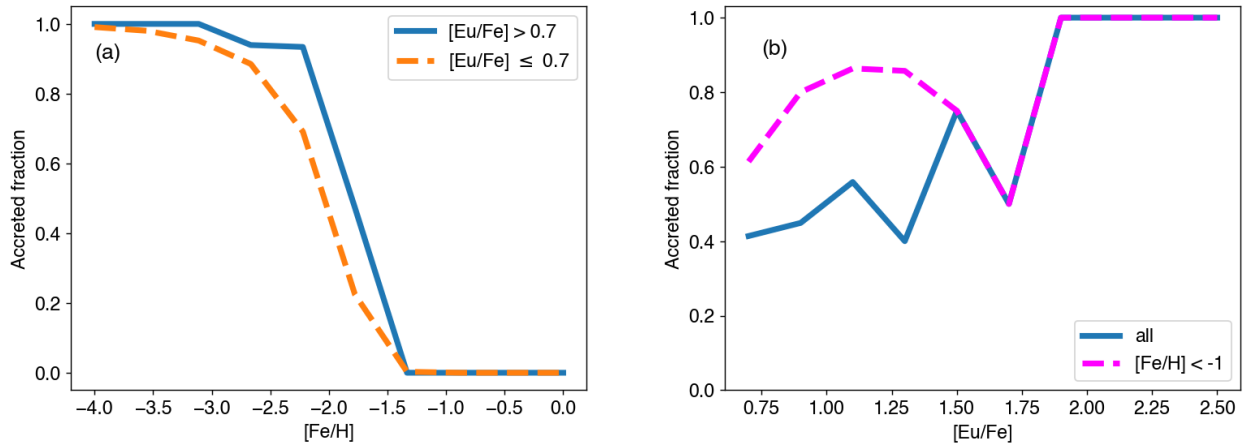 (a)
[Eu/Fe] > 0.7
[Eu/Fe] ≤ 0.7
1.0
0.8
0.6
0.4
0.2
0.0
Accreted fraction
−4.0 −3.5 −3.0 −2.5 −2.0 −1.5 −1.0 −0.5 0.0
[Fe/H]
(b)
1.0
0.8
0.6
0.4
0.2
0.0
Accreted fraction
all
[Fe/H] < -1
0.75 1.00 1.25 1.50 1.75 2.00 2.25 2.50
[Eu/Fe]